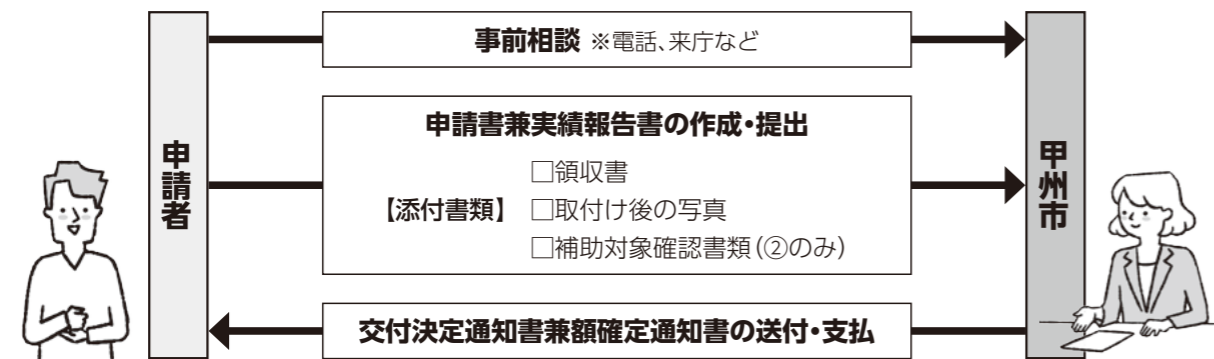 申請者
事前相談 ※電話、来庁など
申請書兼実績報告書の作成・提出
【添付書類】
□領収書
□取付け後の写真
□補助対象確認書類(②のみ)
交付決定通知書兼額確定通知書の送付・支払
甲州市